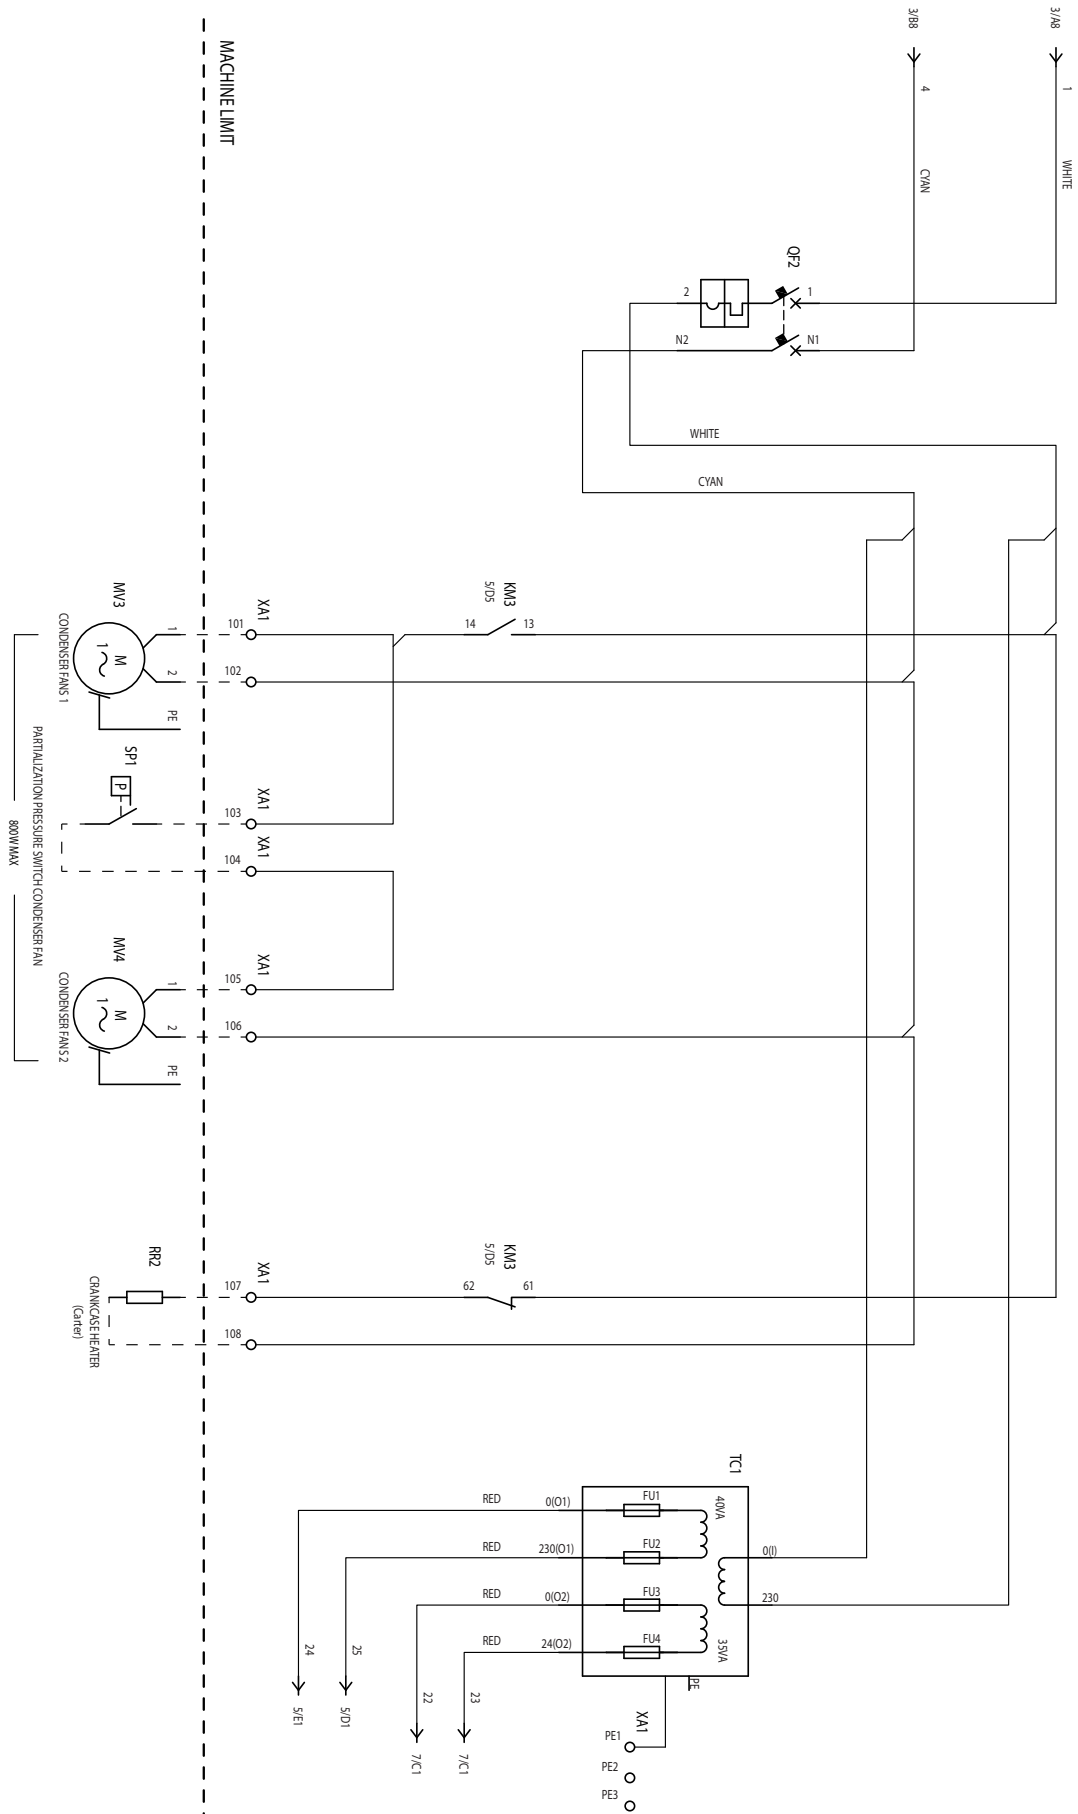 3/B8
3/A8
4
1
CYAN
WHITE
MACHINE LIMIT
QF2
2
1
N2
N1
WHITE
CYAN
MV3
CONDENSER FANS 1
M
1
1
2
PE
XA1
101
102
KM3
5/D5
14
13
SP1
P
PARTIALIZATION PRESSURE SWITCH CONDENSER FAN
800W MAX
XA1
103
XA1
104
MV4
CONDENSER FANS 2
M
1
1
2
PE
XA1
105
106
RR2
CRANKCASE HEATER
(Carter)
XA1
107
108
KM3
5/D5
62
61
TC1
40VA
35VA
RED
0(O1)
FU1
RED
230(O1)
FU2
0(I)
RED
0(O2)
FU3
230
RED
24(O2)
FU4
24
25
22
23
5/E1
5/D1
7/C1
7/C1
PE
XA1
PE1
PE2
PE3